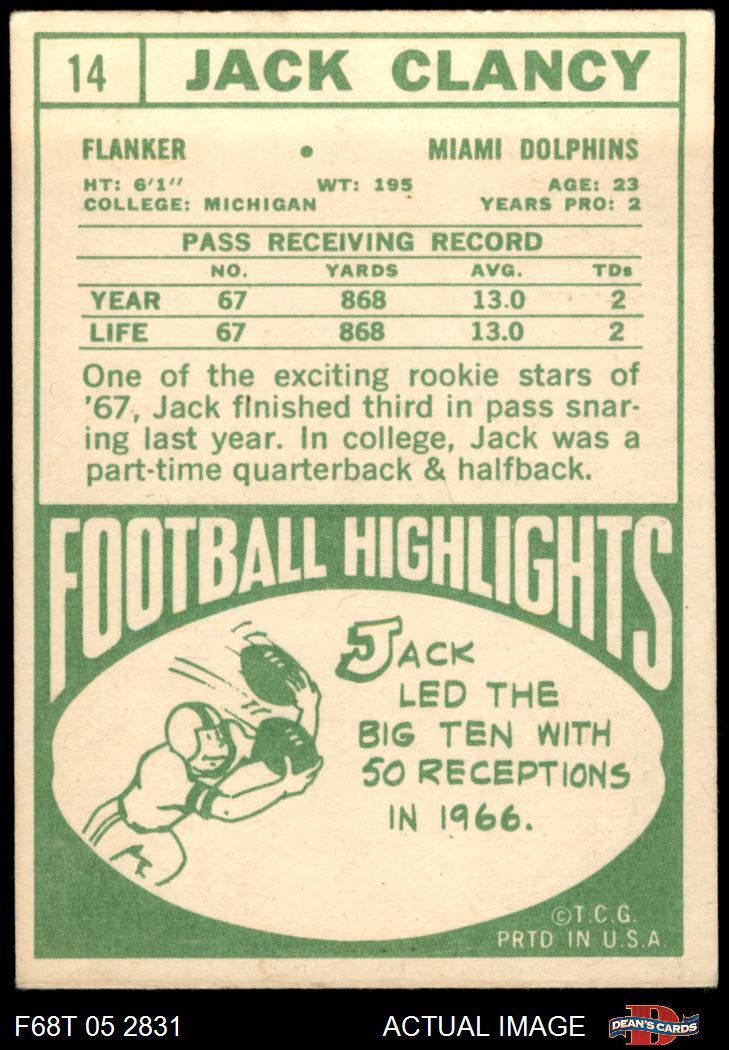 14 JACK CLANCY
FLANKER • MIAMI DOLPHINS
HT: 6'1" WT: 195 AGE: 23
COLLEGE: MICHIGAN YEARS PRO: 2
PASS RECEIVING RECORD
NO. YARDS AVG. TDs
YEAR 67 868 13.0 2
LIFE 67 868 13.0 2
One of the exciting rookie stars of
'67, Jack finished third in pass snar-
ing last year. In college, Jack was a
part-time quarterback & halfback.
FOOTBALL HIGHLIGHTS
JACK
LED THE
BIG TEN WITH
50 RECEPTIONS
IN 1966.
©T.C.G.
PRTD IN U.S.A.
F68T 05 2831 ACTUAL IMAGE D DEAN'S CARDS